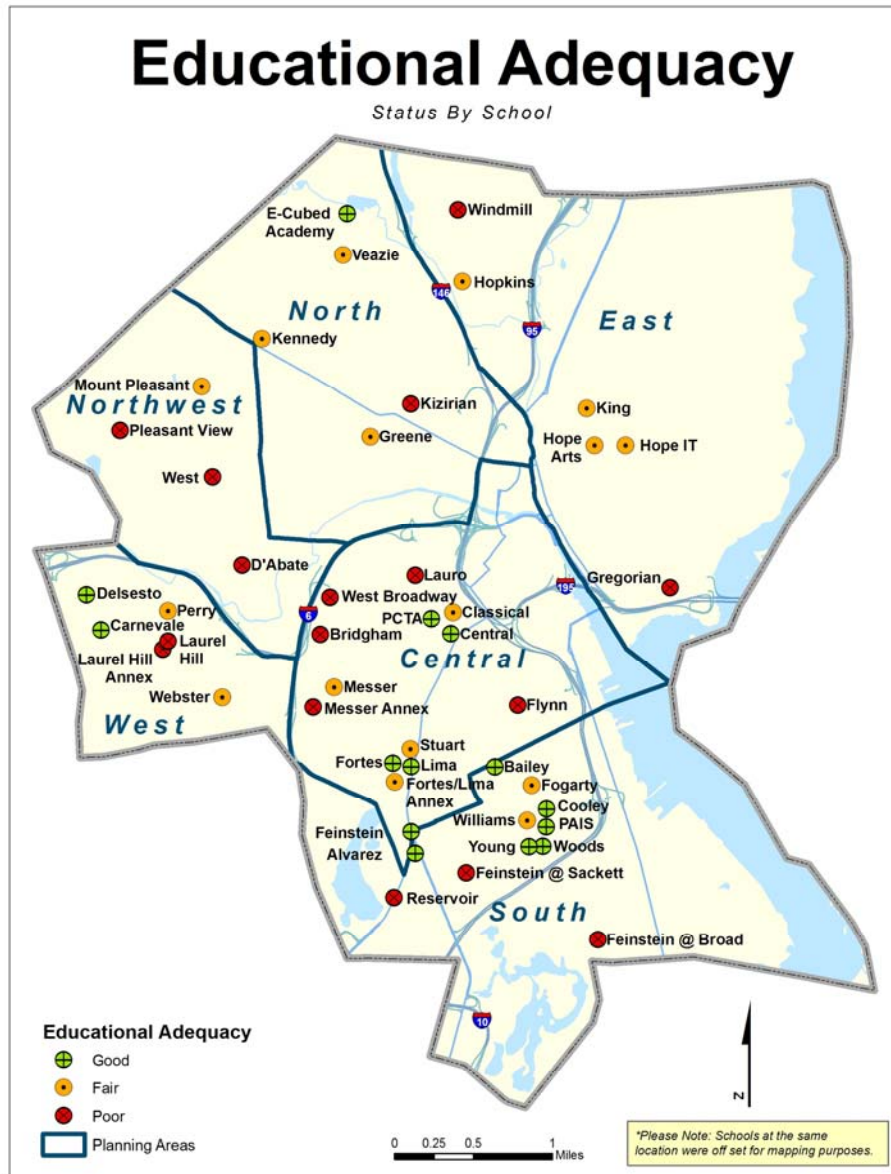 Educational Adequacy
Status By School
E-Cubed
Academy
Windmill
Veazie
Hopkins
146
North
95
East
Kennedy
Mount Pleasant
Northwest
Kizirian
King
Pleasant View
Greene
Hope
Arts
Hope IT
West
D'Abate
Lauro
Gregorian
195
Delsesto
West Broadway
Perry
6
PCTA
Classical
Carnevale
Bridgham
Central
Laurel
Hill
Laurel Hill
Annex
Central
Webster
Messer
West
Messer Annex
Flynn
Stuart
Fortes
Lima
Bailey
Fortes/Lima
Annex
Fogarty
Cooley
Williams
PAIS
Feinstein
Alvarez
Young
Woods
Feinstein @ Sackett
Reservoir
South
Feinstein @ Broad
10
Educational Adequacy
Good
Fair
Poor
Planning Areas
N
0 0.25 0.5 1
Miles
*Please Note: Schools at the same
location were off set for mapping purposes.